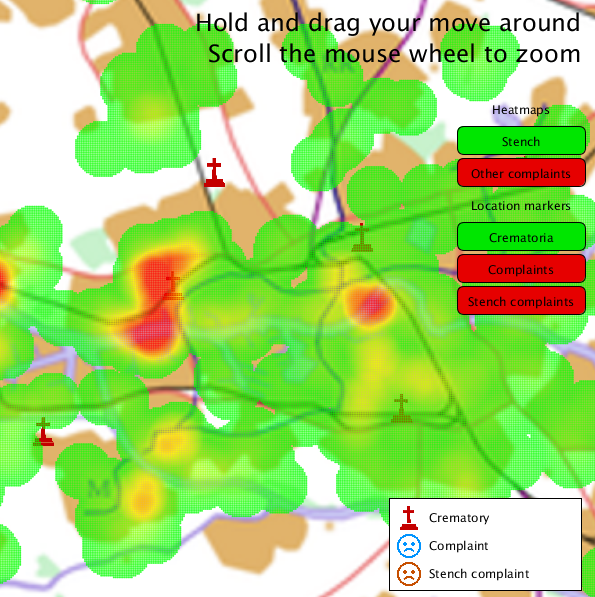 Hold and drag your move around
Scroll the mouse wheel to zoom
Heatmaps
Stench
Other complaints
Location markers
Crematoria
Complaints
Stench complaints
M
Crematory
Complaint
Stench complaint